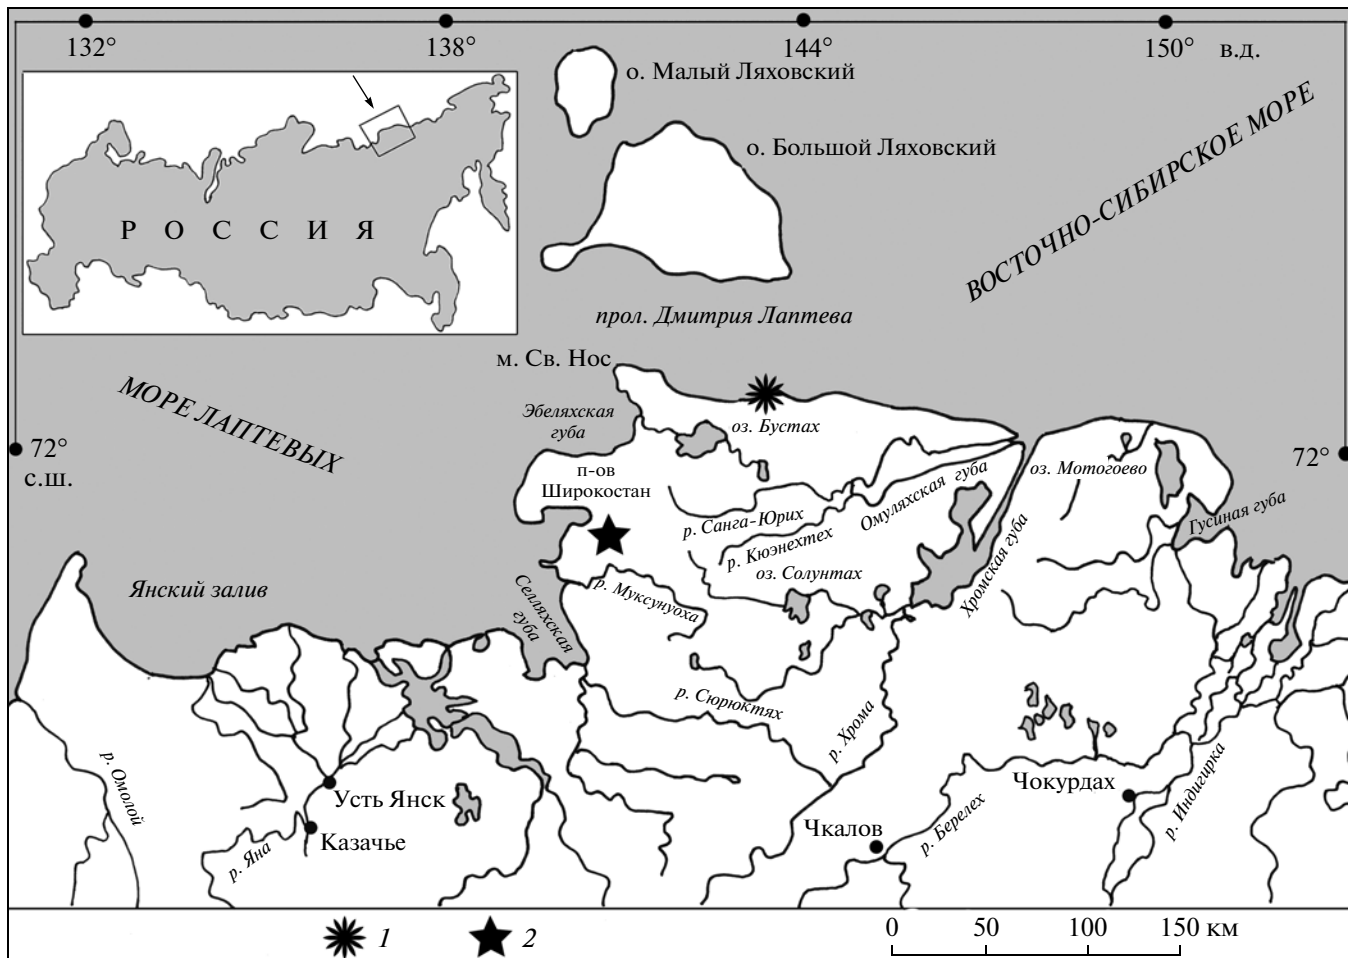 132°
138°
144°
150°
в.д.
о. Малый Ляховский
о. Большой Ляховский
ВОСТОЧНО-СИБИРСКОЕ МОРЕ
РОССИЯ
прол. Дмитрия Лаптева
м. Св. Нос
МОРЕ ЛАПТЕВЫХ
Эбеляхская
губа
оз. Бустах
72°
с.ш.
72°
п-ов
Широкостан
оз. Мотогоево
Омуляхская губа
Гусиная губа
р. Санга-Юрих
р. Кюэнехтех
оз. Солунтах
Хромская губа
Янский залив
Селляхская
губа
р. Муксунуоха
р. Сюрюктях
р. Хрома
р. Омолой
Усть Янск
Казачье
р. Яна
Чокурдах
р. Индигирка
Чкалов
р. Берелех
1
2
0
50
100
150 км